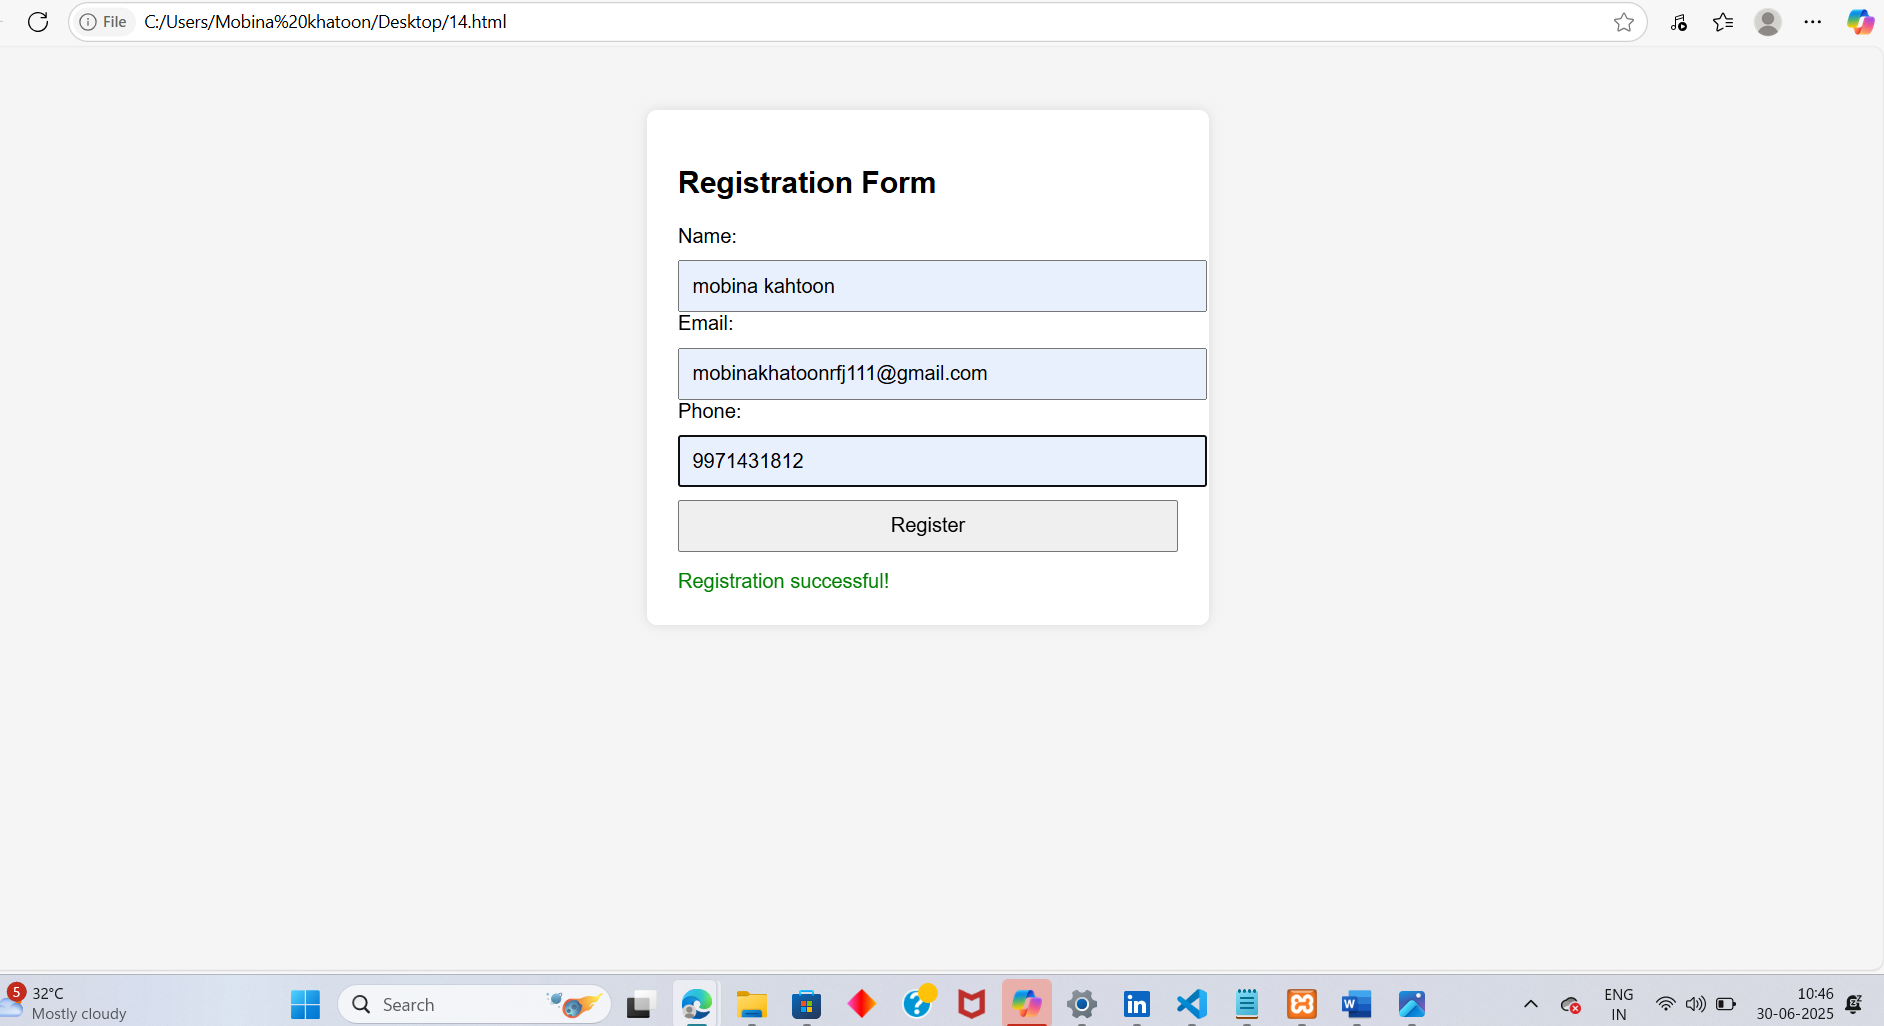 File C:/Users/Mobina%20khatoon/Desktop/14.html
Registration Form
Name:
mobina kahtoon
Email:
mobinakhatoonrfj111@gmail.com
Phone:
9971431812
Register
Registration successful!
5
32°C
Mostly cloudy
Search
ENG
IN
10:46
30-06-2025